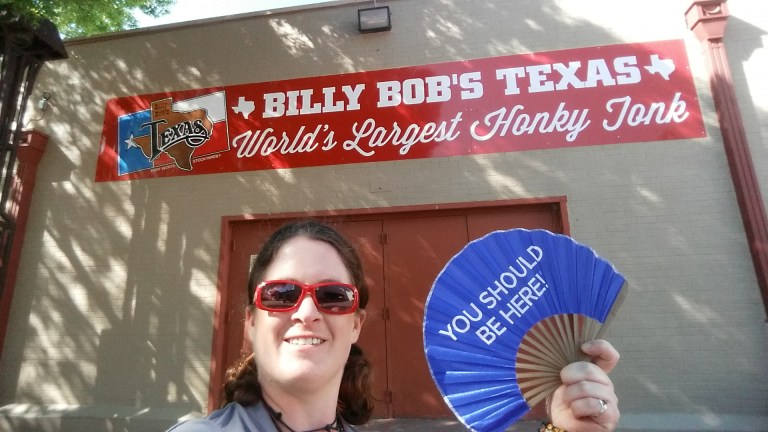 BILLY BOB'S TEXAS
World's Largest Honky Tonk
TEXAS
YOU SHOULD
BE HERE!